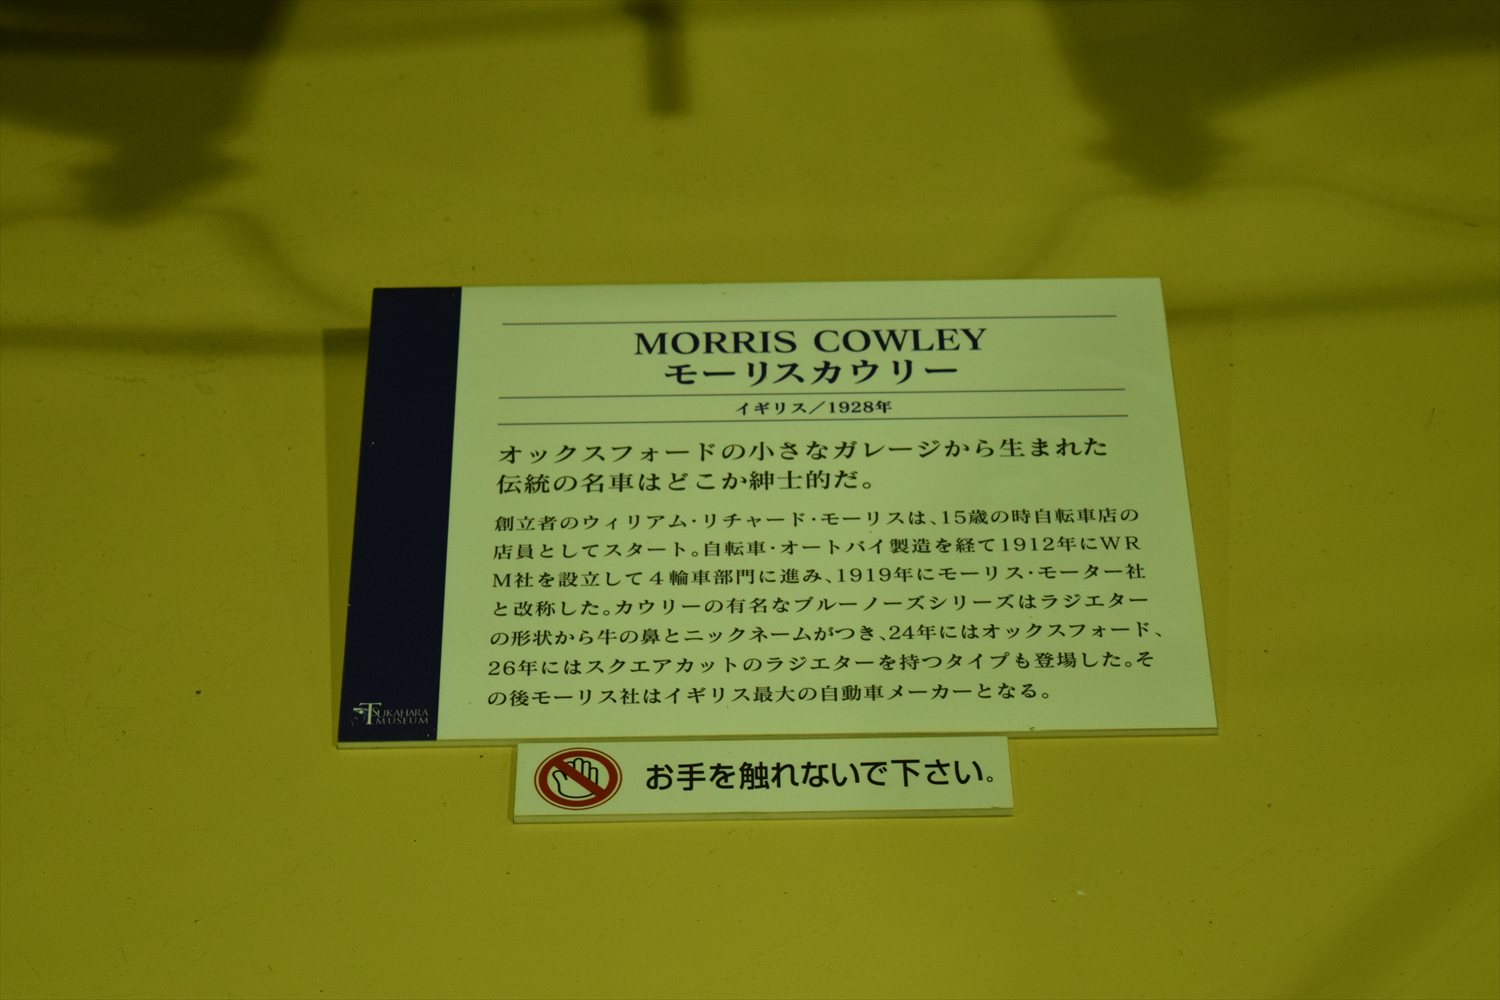 MORRIS COWLEY
モーリスカウリー
イギリス／1928年
オックスフォードの小さなガレージから生まれた
伝統の名車はどこか紳士的だ。
創立者のウィリアム・リチャード・モーリスは、15歳の時自転車店の
店員としてスタート。自転車・オートバイ製造を経て1912年にWR
M社を設立して４輪車部門に進み、1919年にモーリス・モーター社
と改称した。カウリーの有名なブルーノーズシリーズはラジエター
の形状から牛の鼻とニックネームがつき、24年にはオックスフォード、
26年にはスクエアカットのラジエターを持つタイプも登場した。そ
の後モーリス社はイギリス最大の自動車メーカーとなる。
TSUKAHARA
MUSEUM
お手を触れないで下さい。